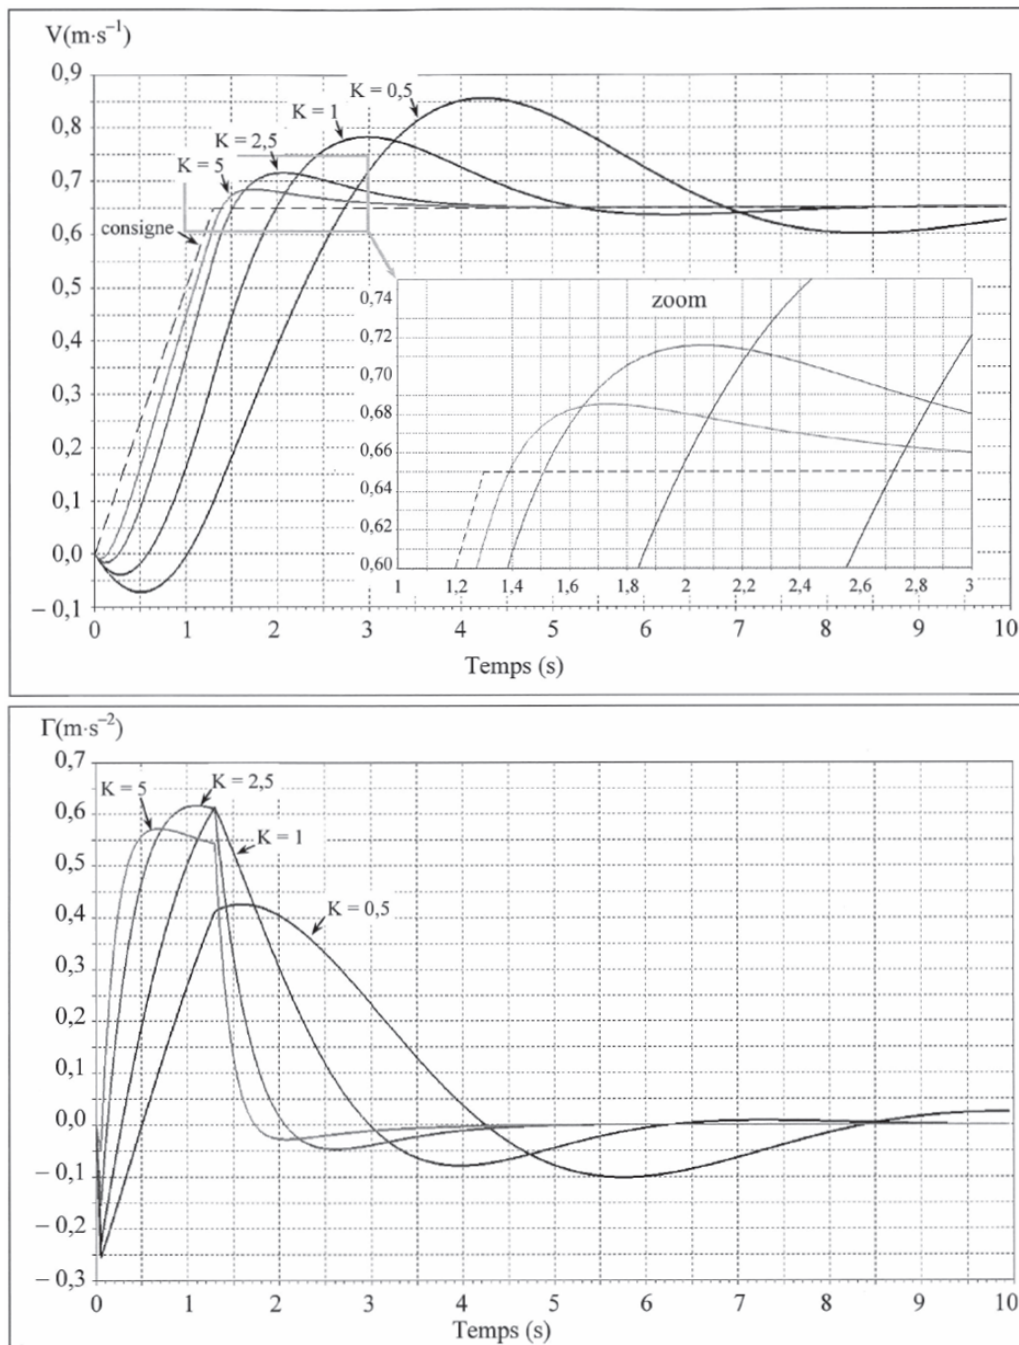 V(m·s⁻¹)
0,9
K = 0,5
0,8
K = 1
K = 2,5
0,7
K = 5
0,6
consigne
0,5
0,4
0,3
0,2
0,1
0,0
– 0,1
zoom
0,74
0,72
0,70
0,68
0,66
0,64
0,62
0,60
1 1,2 1,4 1,6 1,8 2 2,2 2,4 2,6 2,8 3
0 1 2 3 4 5 6 7 8 9 10
Temps (s)
Γ(m·s⁻²)
0,7
K = 5
K = 2,5
0,6
K = 1
0,5
0,4
K = 0,5
0,3
0,2
0,1
0,0
– 0,1
– 0,2
– 0,3
0 1 2 3 4 5 6 7 8 9 10
Temps (s)